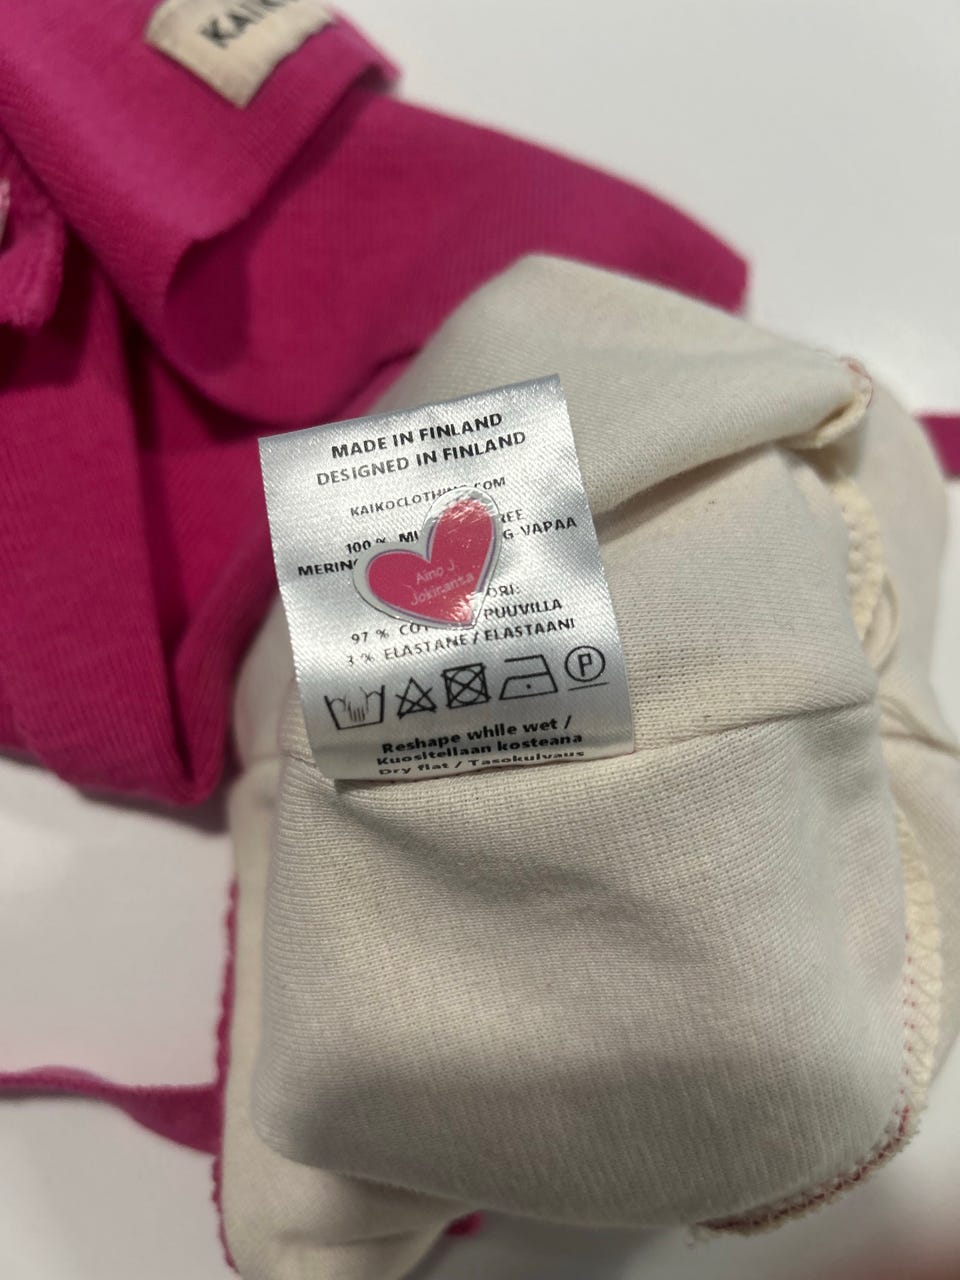 MADE IN FINLAND
DESIGNED IN FINLAND
KAIKOCLOTHING.COM
100 %
Aino J.
Jokiranta
97 % PUUVILLA
3 % ELASTANE / ELASTAANI
P
Reshape while wet /
Kuositellaan kosteana
Dry flat / Tasokuivaus